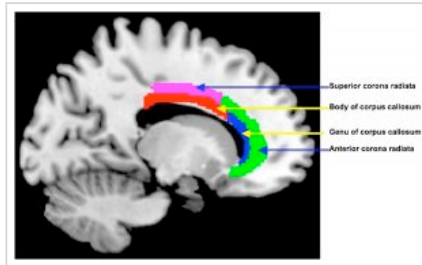 Superior corona radiata
Body of corpus callosum
Genu of corpus callosum
Anterior corona radiata